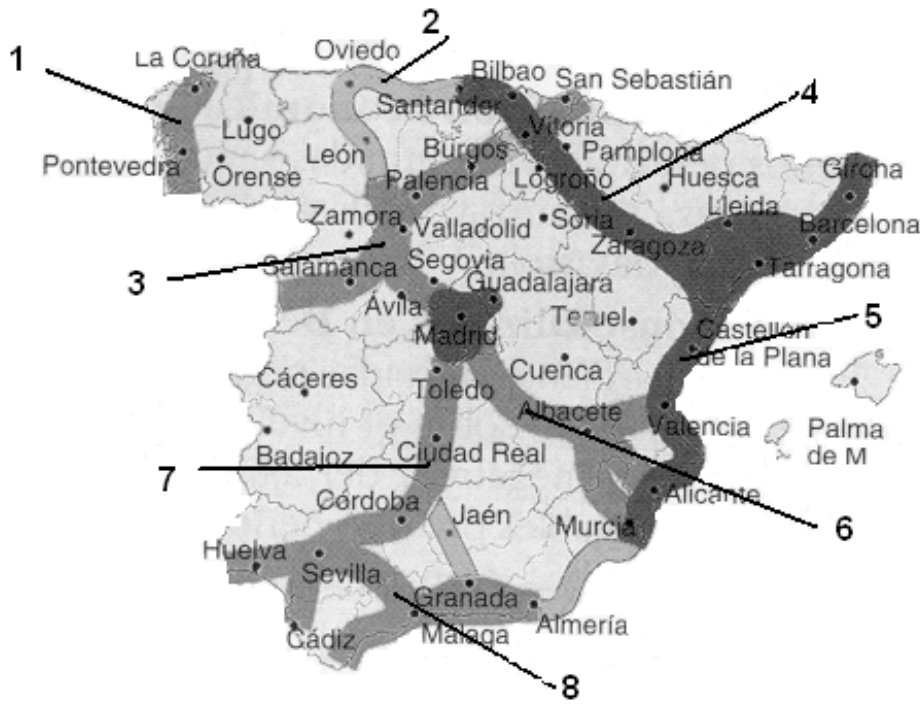 1
La Coruña
Oviedo
2
Bilbao
San Sebastián
4
Santander
Lugo
Vitoria
León
Burgos
Pamplona
Pontevedra
Orense
Palencia
Logroño
Huesca
Girona
Zamora
Valladolid
Soria
Lleida
Barcelona
3
Zaragoza
Salamanca
Segovia
Guadalajara
Tarragona
Ávila
Madrid
Teruel
Castellón
de la Plana
5
Cáceres
Toledo
Cuenca
Albacete
Valencia
Palma
de M
Badajoz
Ciudad Real
7
Alicante
Córdoba
Jaén
Murcia
6
Huelva
Sevilla
Granada
Almería
Cádiz
Málaga
8